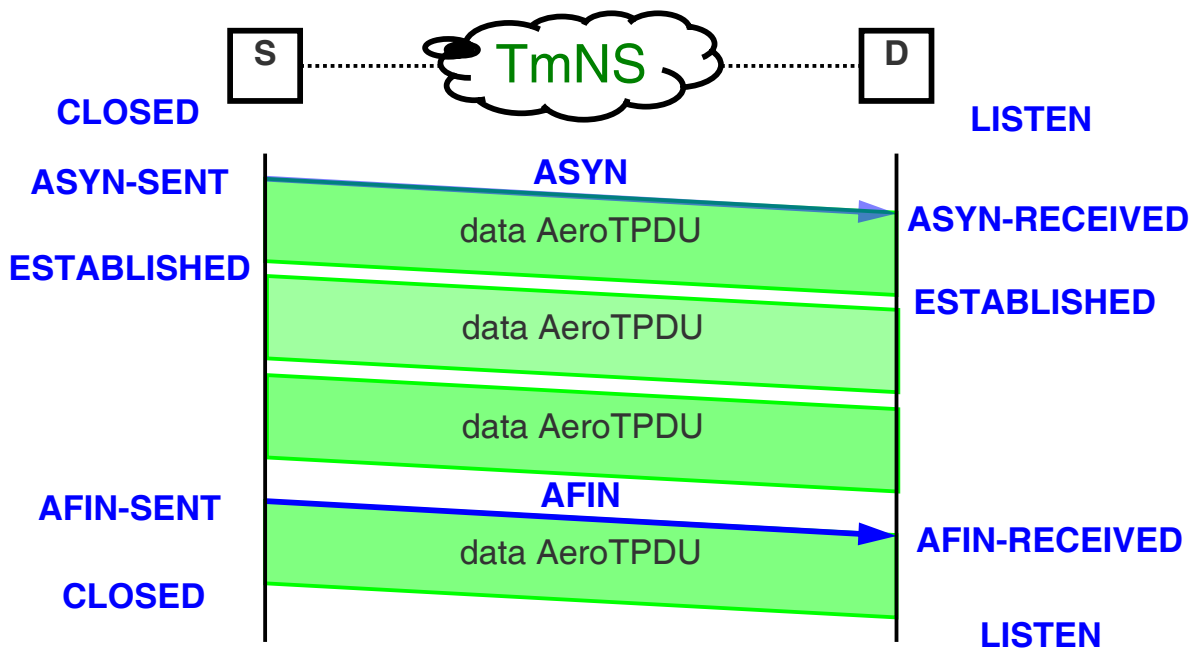 S
TmNS
D
CLOSED
LISTEN
ASYN-SENT
ASYN
ASYN-RECEIVED
data AeroTPDU
ESTABLISHED
ESTABLISHED
data AeroTPDU
data AeroTPDU
AFIN-SENT
AFIN
AFIN-RECEIVED
data AeroTPDU
CLOSED
LISTEN